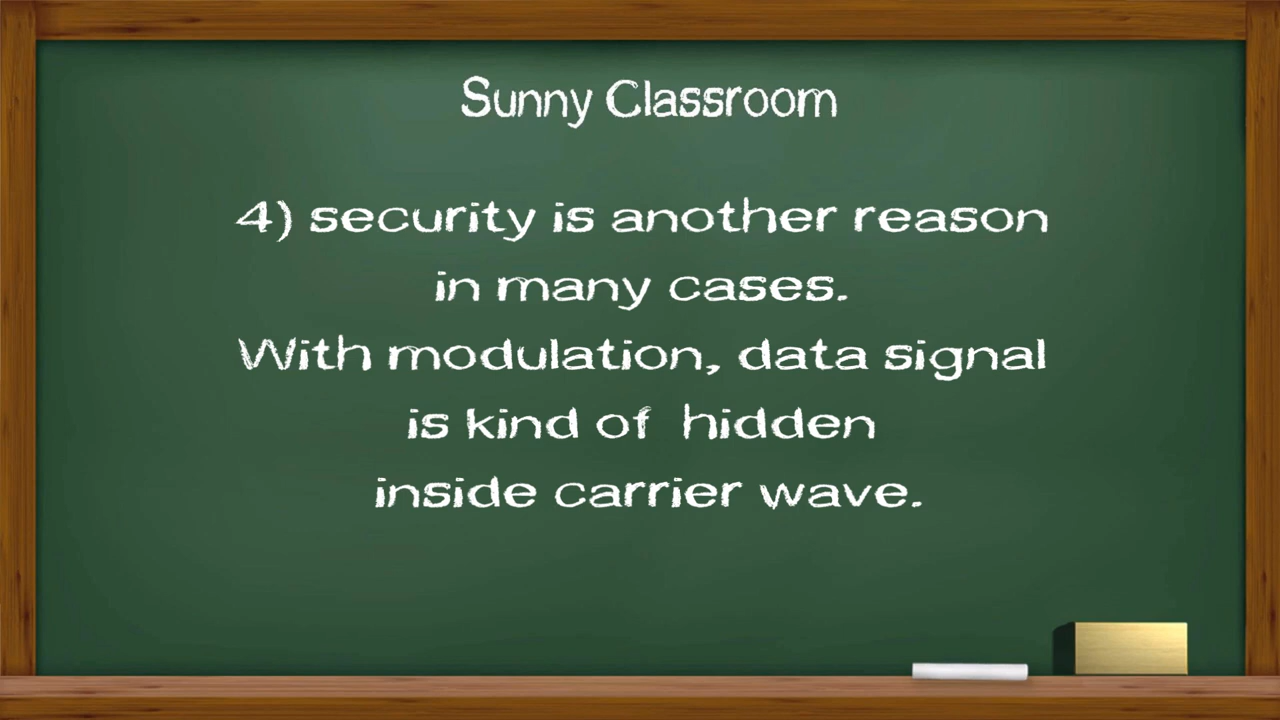 Sunny Classroom
4) security is another reason
in many cases.
With modulation, data signal
is kind of hidden
inside carrier wave.